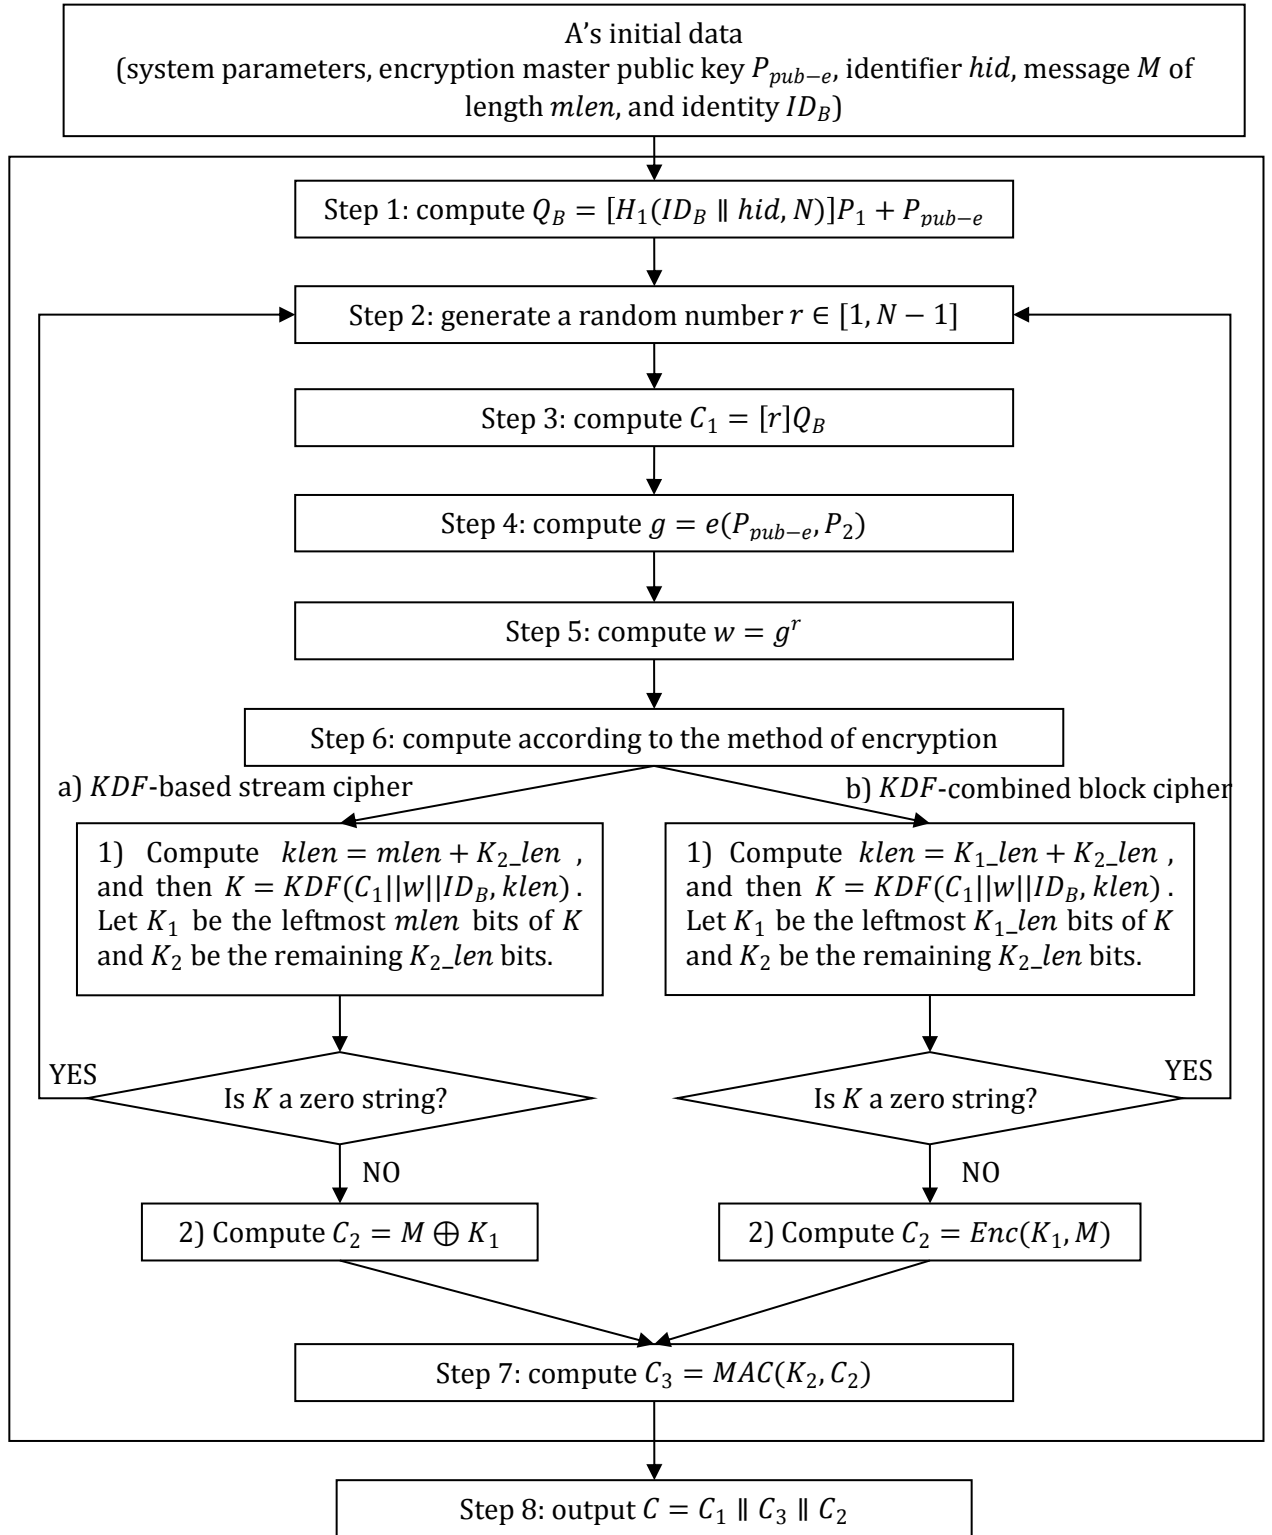 A’s initial data
(system parameters, encryption master public key P_{pub−e}, identifier hid, message M of
length mlen, and identity ID_B)
Step 1: compute Q_B = [H_1(ID_B ∥ hid, N)]P_1 + P_{pub−e}
Step 2: generate a random number r ∈ [1, N − 1]
Step 3: compute C_1 = [r]Q_B
Step 4: compute g = e(P_{pub−e}, P_2)
Step 5: compute w = g^r
Step 6: compute according to the method of encryption
a) KDF-based stream cipher
b) KDF-combined block cipher
1) Compute klen = mlen + K_2_len ,
and then K = KDF(C_1||w||ID_B, klen).
Let K_1 be the leftmost mlen bits of K
and K_2 be the remaining K_2_len bits.
1) Compute klen = K_1_len + K_2_len ,
and then K = KDF(C_1||w||ID_B, klen).
Let K_1 be the leftmost K_1_len bits of K
and K_2 be the remaining K_2_len bits.
YES
Is K a zero string?
YES
Is K a zero string?
NO
NO
2) Compute C_2 = M ⊕ K_1
2) Compute C_2 = Enc(K_1, M)
Step 7: compute C_3 = MAC(K_2, C_2)
Step 8: output C = C_1 ∥ C_3 ∥ C_2